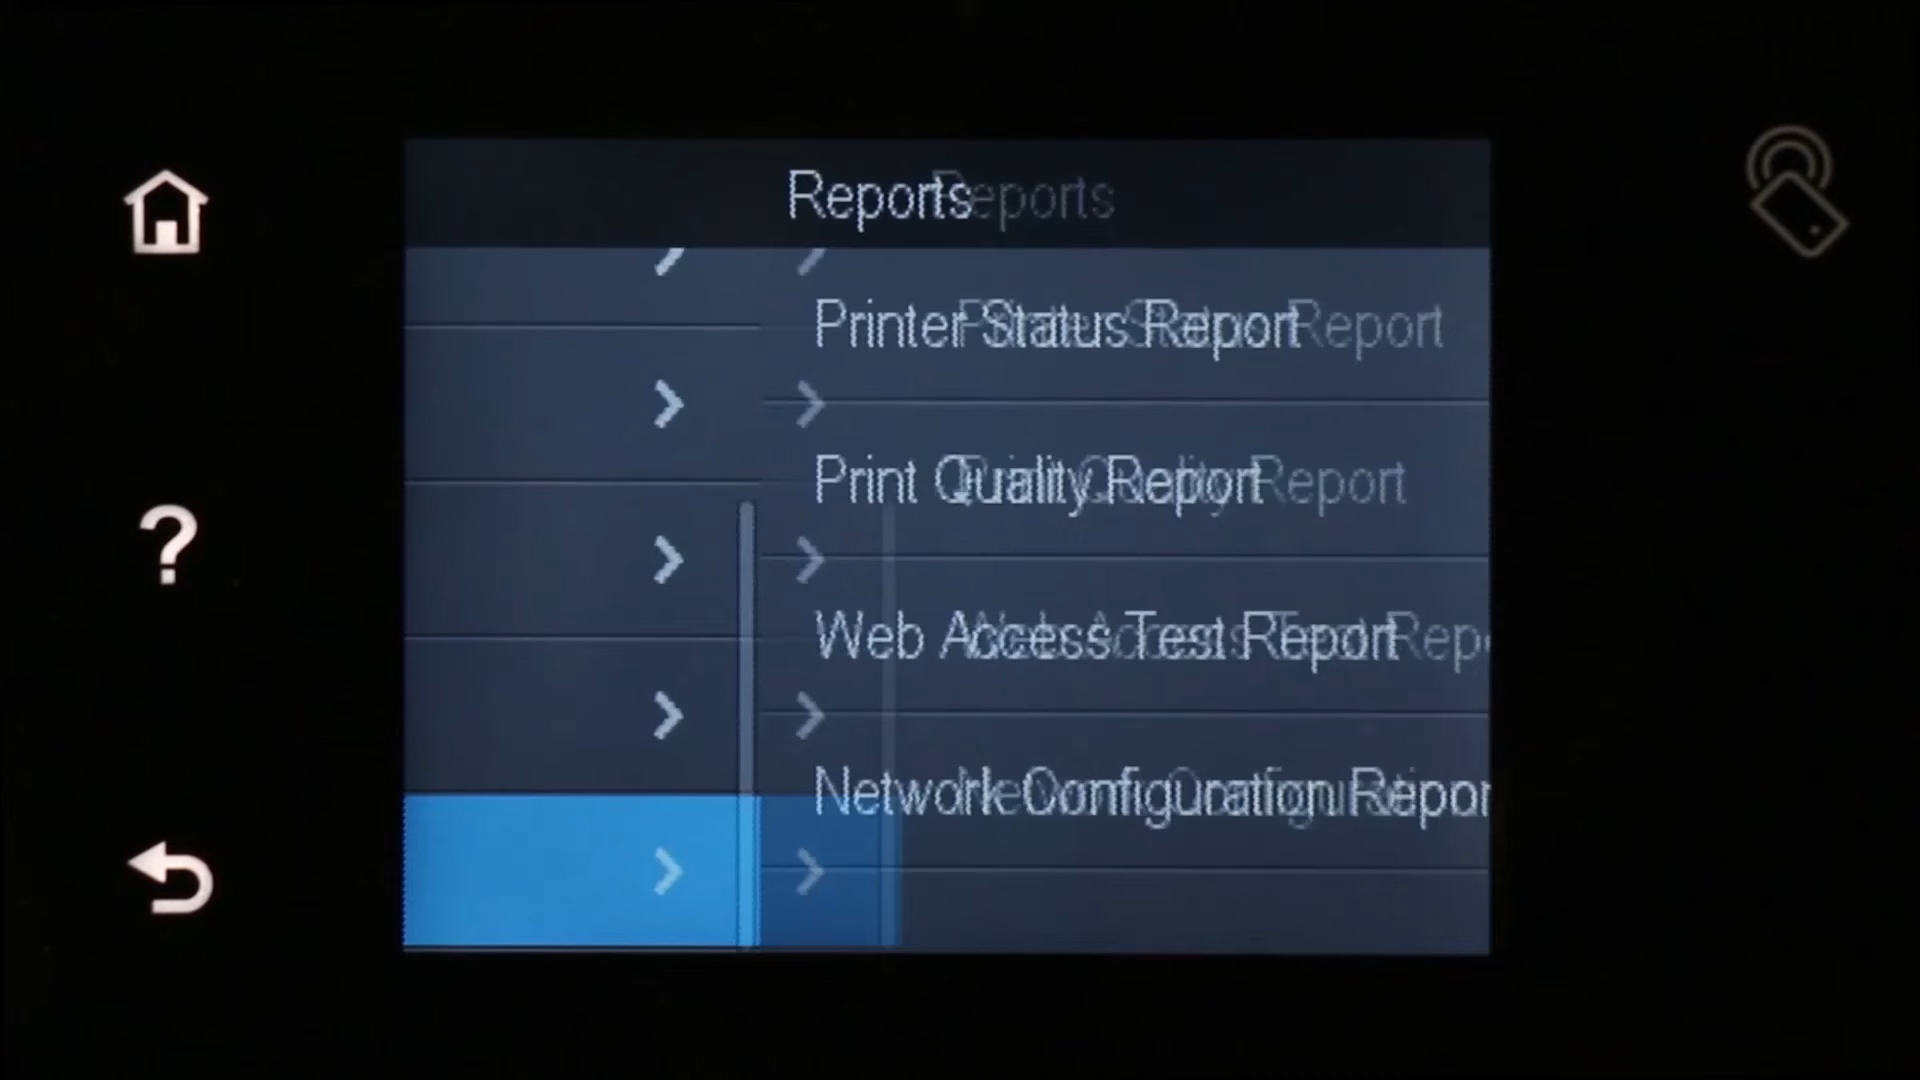 Reports
Printer Status Report
Print Quality Report
Web Access Test Report
Network Configuration Repor